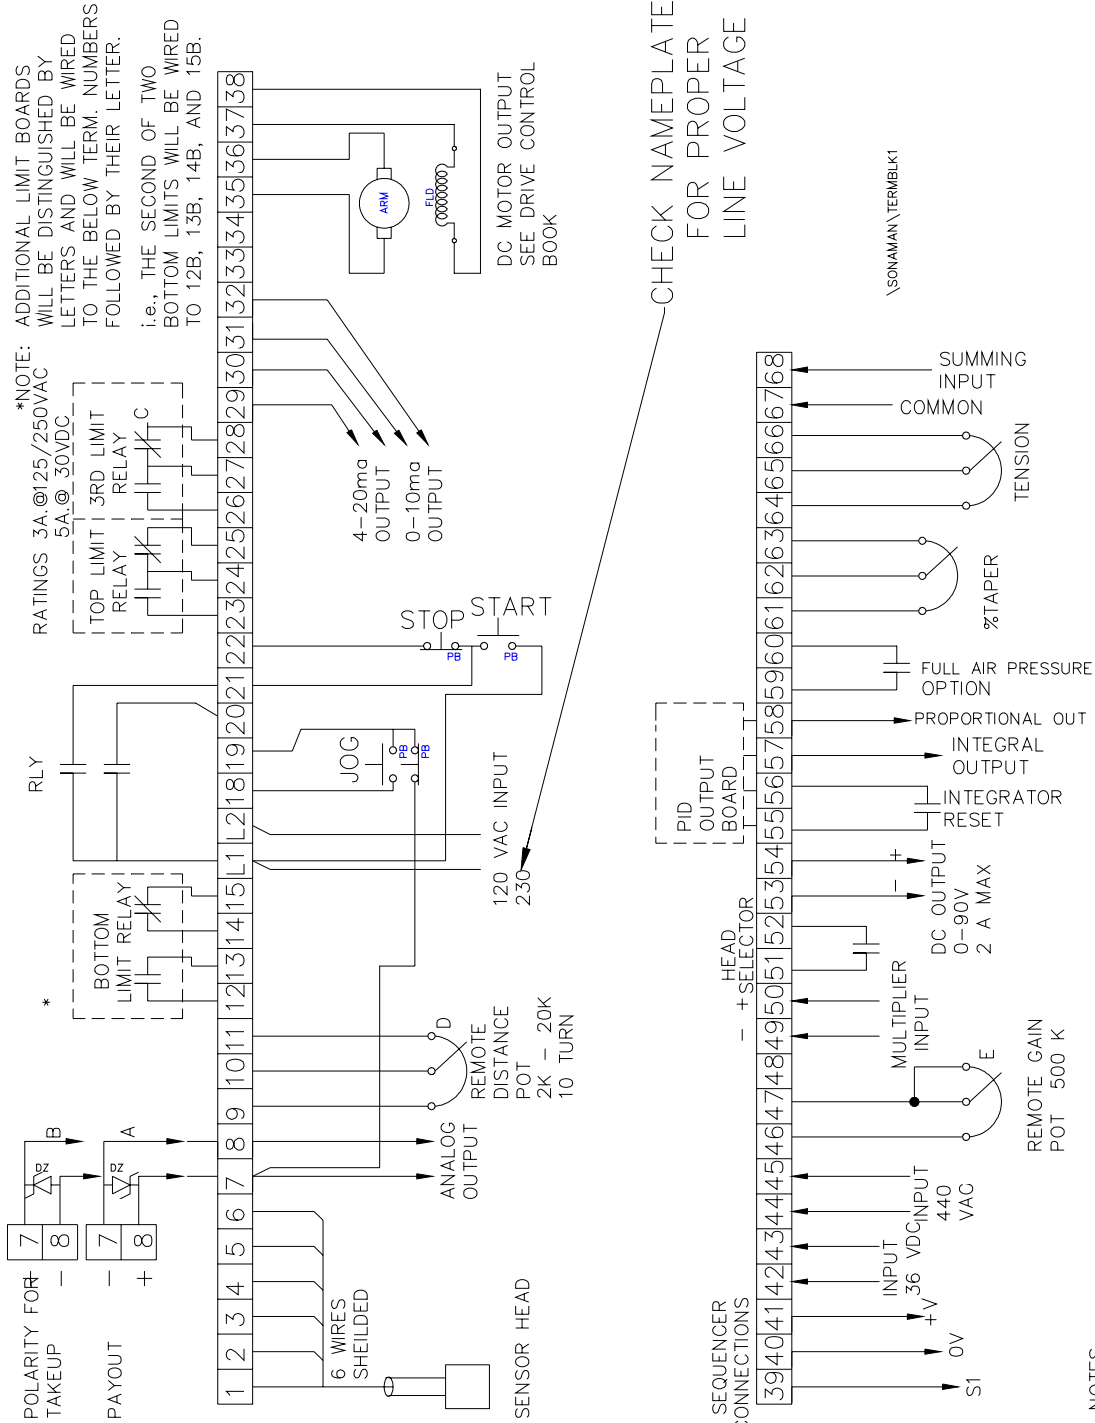 *NOTE: ADDITIONAL LIMIT BOARDS
WILL BE DISTINGUISHED BY
LETTERS AND WILL BE WIRED
TO THE BELOW TERM. NUMBERS
FOLLOWED BY THEIR LETTER.
i.e., THE SECOND OF TWO
BOTTOM LIMITS WILL BE WIRED
TO 12B, 13B, 14B, AND 15B.
RATINGS 3A.@125/250VAC
5A.@ 30VDC
POLARITY FOR
TAKEUP
+ 7
- 8
DZ
B
PAYOUT
- 7
+ 8
DZ
A
*
BOTTOM
LIMIT RELAY
RLY
TOP LIMIT
RELAY
3RD LIMIT
RELAY
C
1 2 3 4 5 6 7 8 9 10 11 12 13 14 15 L1 L2 18 19 20 21 22 23 24 25 26 27 28 29 30 31 32 33 34 35 36 37 38
6 WIRES
SHEILDED
SENSOR HEAD
ANALOG
OUTPUT
D
REMOTE
DISTANCE
POT
2K - 20K
10 TURN
120 VAC INPUT
230
JOG
PB
PB
STOP
PB
START
PB
4-20ma
OUTPUT
0-10ma
OUTPUT
ARM
FLD
DC MOTOR OUTPUT
SEE DRIVE CONTROL
BOOK
CHECK NAMEPLATE
FOR PROPER
LINE VOLTAGE
SEQUENCER
CONNECTIONS
- +
HEAD
SELECTOR
PID
OUTPUT
BOARD
39 40 41 42 43 44 45 46 47 48 49 50 51 52 53 54 55 56 57 58 59 60 61 62 63 64 65 66 67 68
S1
0V
+V
INPUT
36 VDC
INPUT
440
VAC
E
REMOTE GAIN
POT 500 K
MULTIPLIER
INPUT
- +
DC OUTPUT
0-90V
2 A MAX
INTEGRATOR
RESET
INTEGRAL
OUTPUT
PROPORTIONAL OUT
FULL AIR PRESSURE
OPTION
%TAPER
TENSION
COMMON
SUMMING
INPUT
\SONAMAN\TERMBLK1
NOTES